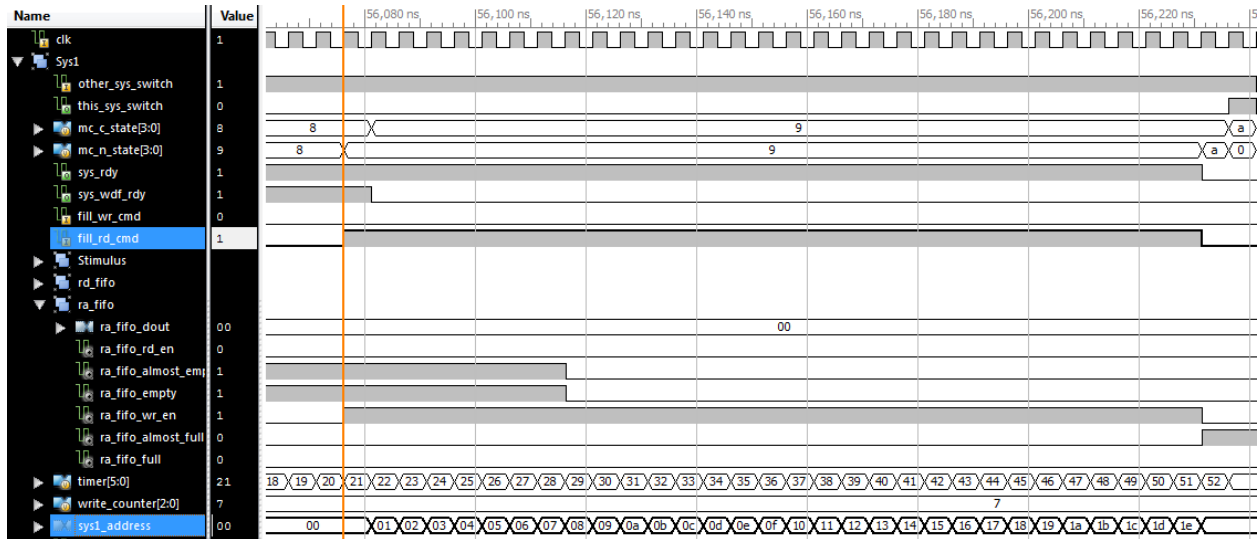 Name Value 56,080 ns 56,100 ns 56,120 ns 56,140 ns 56,160 ns 56,180 ns 56,200 ns 56,220 ns
clk 1
Sys1
other_sys_switch 1
this_sys_switch 0
mc_c_state[3:0] 8 8 9 a
mc_n_state[3:0] 9 8 9 a 0
sys_rdy 1
sys_wdf_rdy 1
fill_wr_cmd 0
fill_rd_cmd 1
Stimulus
rd_fifo
ra_fifo
ra_fifo_dout 00 00
ra_fifo_rd_en 0
ra_fifo_almost_em 1
ra_fifo_empty 1
ra_fifo_wr_en 1
ra_fifo_almost_full 0
ra_fifo_full 0
timer[5:0] 21 18 19 20 21 22 23 24 25 26 27 28 29 30 31 32 33 34 35 36 37 38 39 40 41 42 43 44 45 46 47 48 49 50 51 52
write_counter[2:0] 7 7
sys1_address 00 00 01 02 03 04 05 06 07 08 09 0a 0b 0c 0d 0e 0f 10 11 12 13 14 15 16 17 18 19 1a 1b 1c 1d 1e